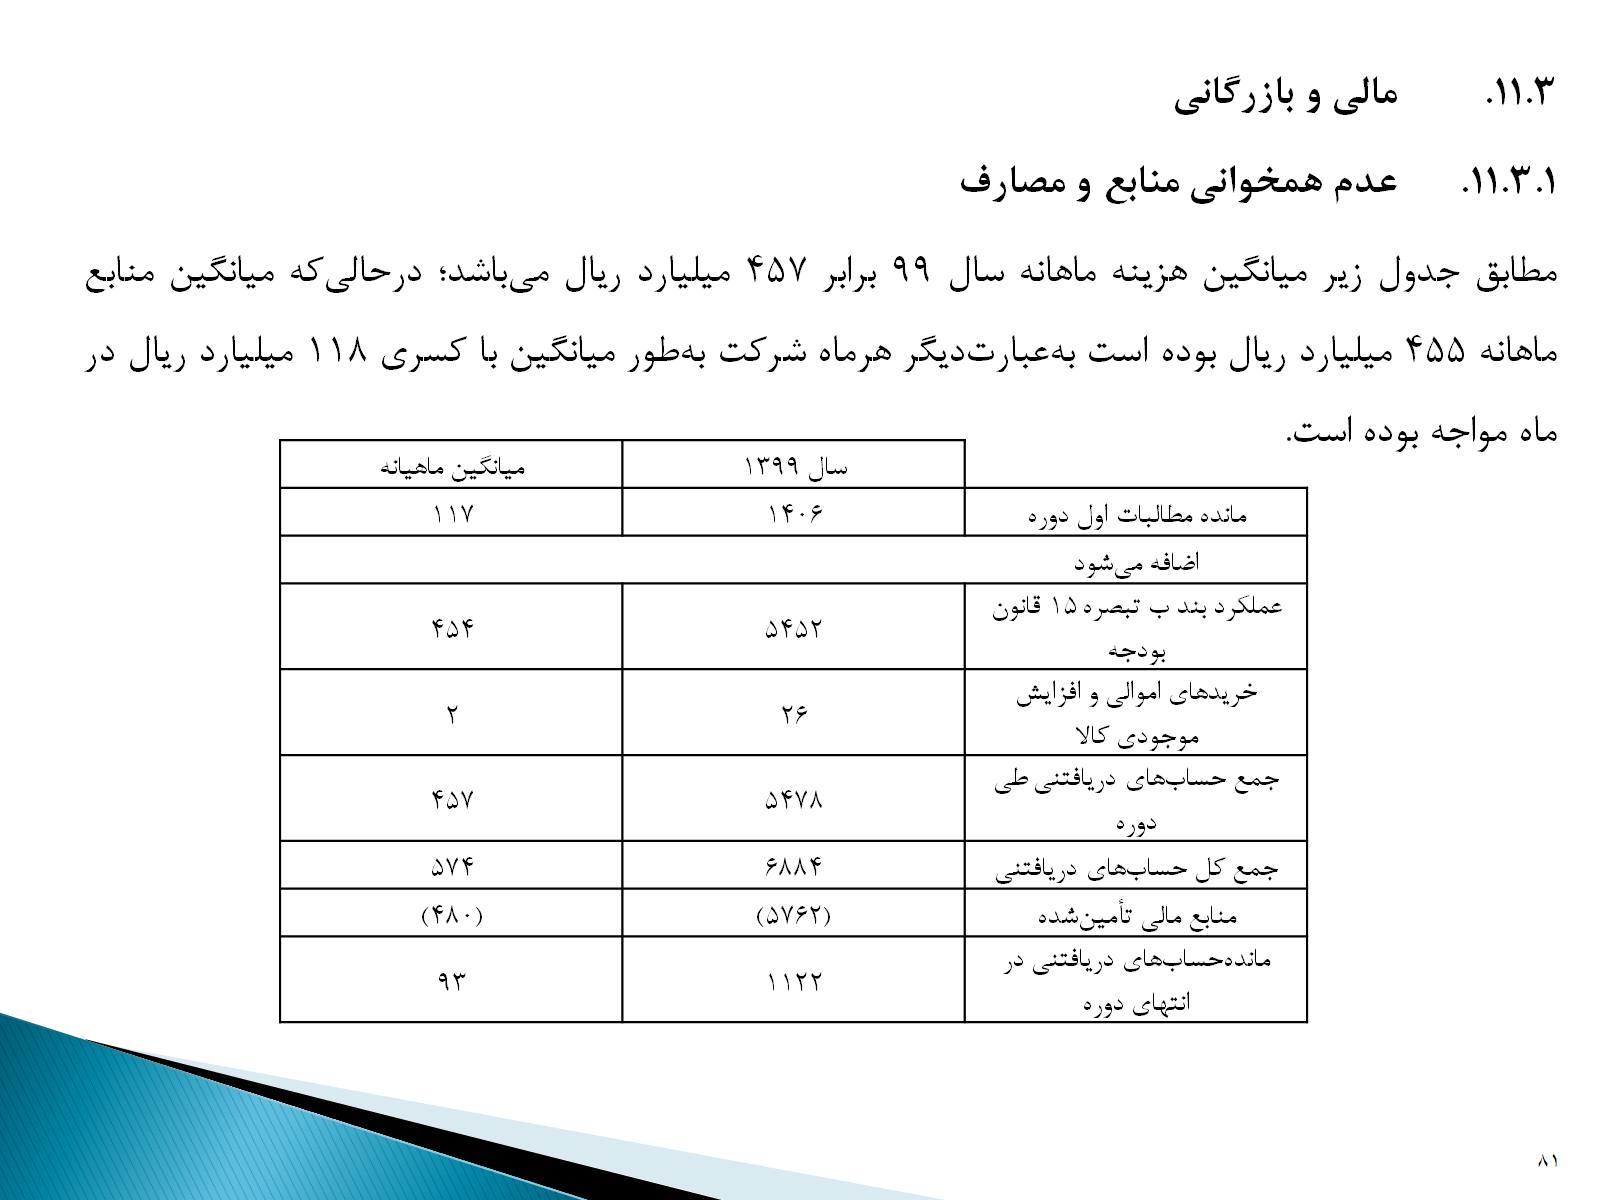 ۱۱.۳. مالی و بازرگانی
۱۱.۳.۱. عدم همخوانی منابع و مصارف
مطابق جدول زیر میانگین هزینه ماهانه سال ۹۹ برابر ۴۵۷ میلیارد ریال می‌باشد؛ درحالی‌که میانگین منابع
ماهانه ۴۵۵ میلیارد ریال بوده است به‌عبارت‌دیگر هرماه شرکت به‌طور میانگین با کسری ۱۱۸ میلیارد ریال در
ماه مواجه بوده است.
سال ۱۳۹۹ میانگین ماهیانه
مانده مطالبات اول دوره ۱۴۰۶ ۱۱۷
اضافه می‌شود
عملکرد بند ب تبصره ۱۵ قانون
بودجه ۵۴۵۲ ۴۵۴
خریدهای اموالی و افزایش
موجودی کالا ۲۶ ۲
جمع حساب‌های دریافتنی طی
دوره ۵۴۷۸ ۴۵۷
جمع کل حساب‌های دریافتنی ۶۸۸۴ ۵۷۴
منابع مالی تأمین‌شده (۵۷۶۲) (۴۸۰)
مانده‌حساب‌های دریافتنی در
انتهای دوره ۱۱۲۲ ۹۳
۸۱